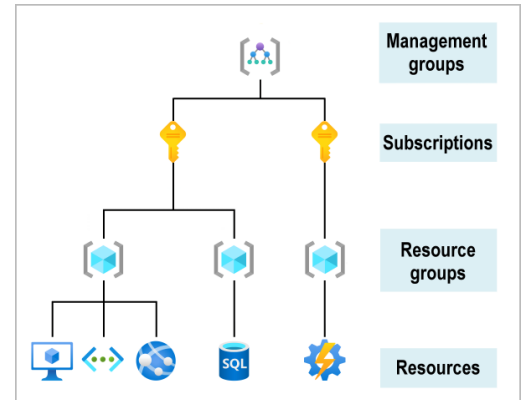 Management
groups
Subscriptions
Resource
groups
SQL
Resources